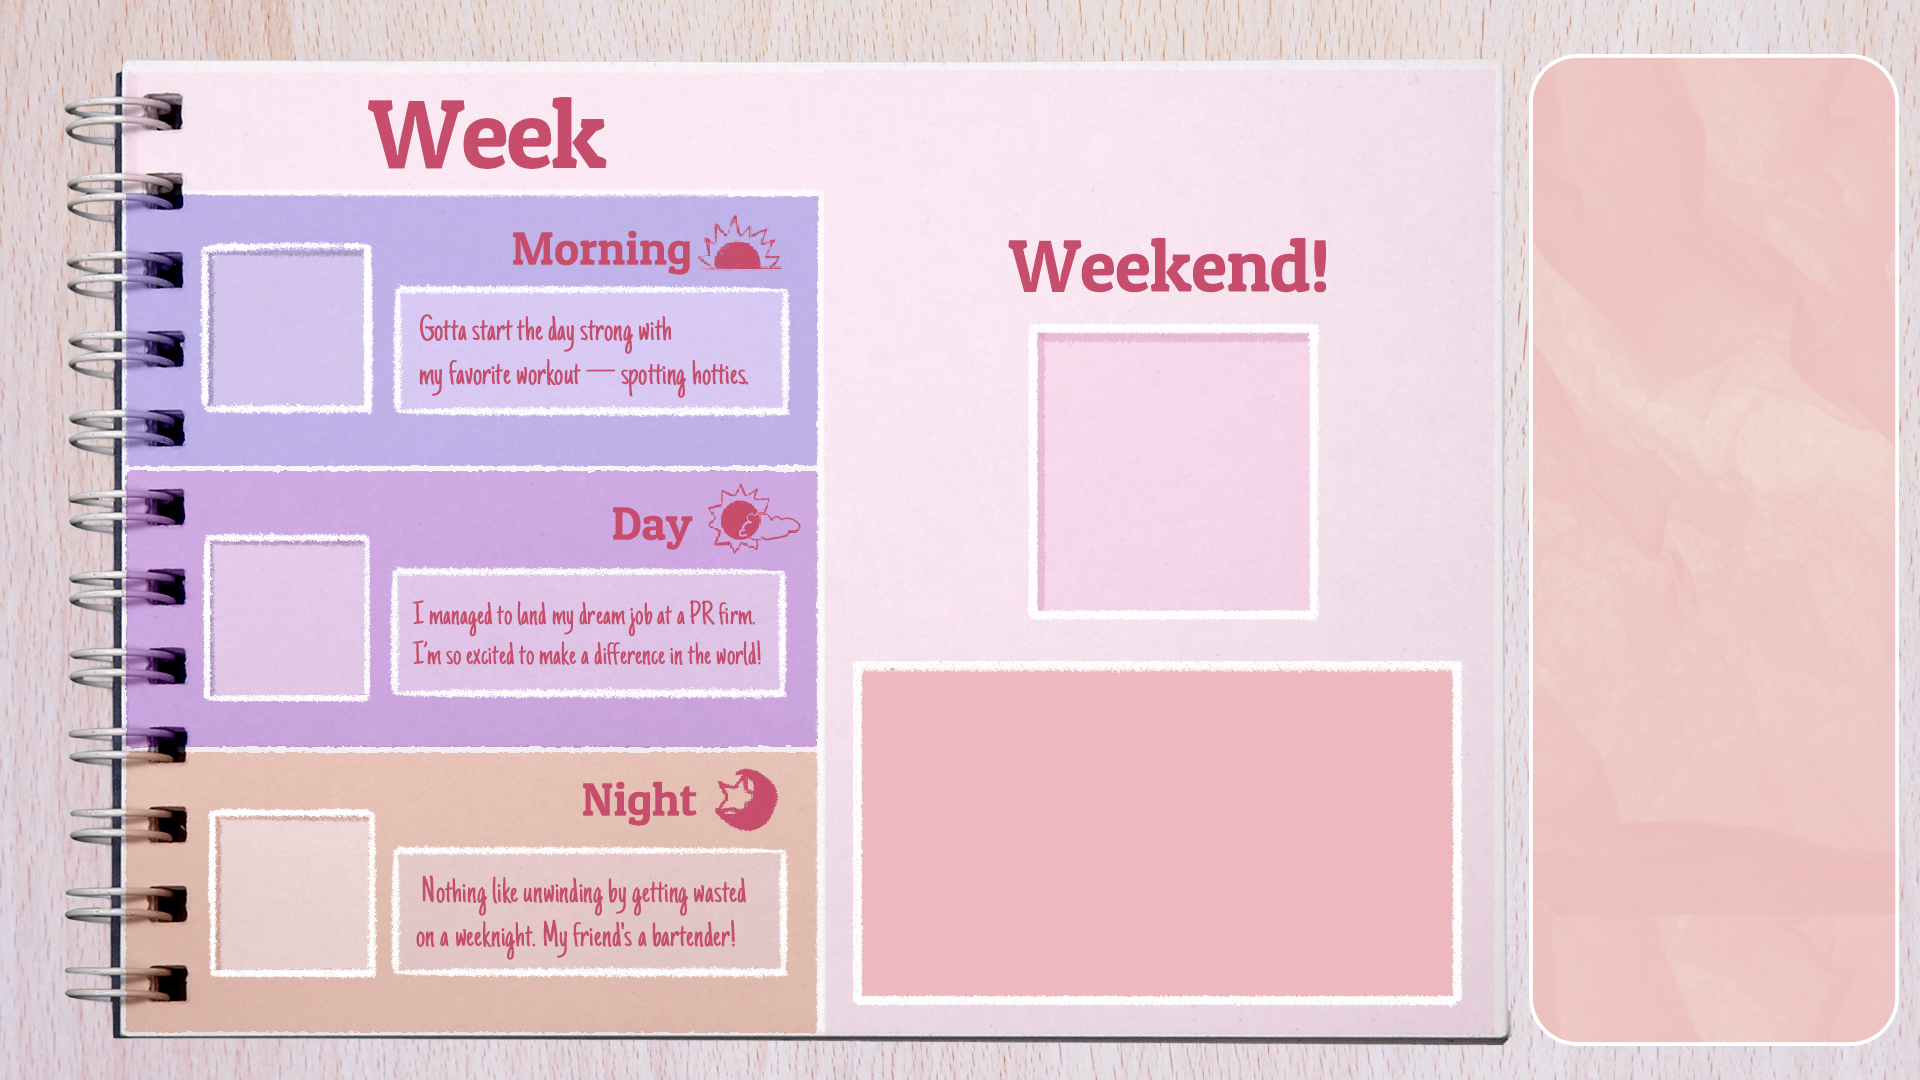 Week
Morning
Gotta start the day strong with
my favorite workout — spotting hotties.
Day
I managed to land my dream job at a PR firm.
I'm so excited to make a difference in the world!
Night
Nothing like unwinding by getting wasted
on a weeknight. My friend's a bartender!
Weekend!